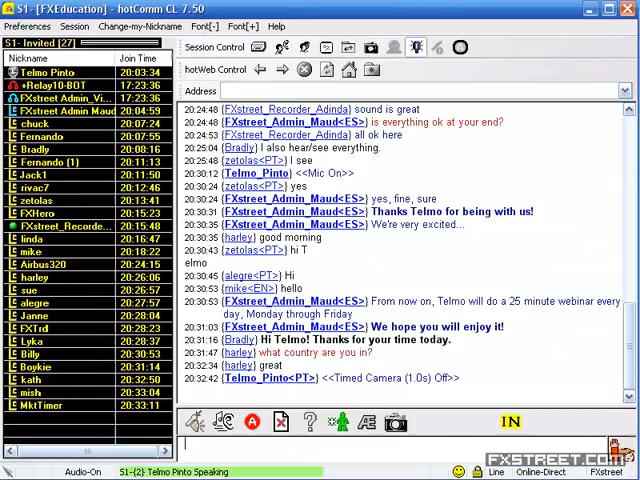 S1- [FXEducation] - hotComm CL 7.50
Preferences Session Change-my-Nickname Font[-] Font[+] Help
S1- Invited [27]
Nickname Join Time
Telmo Pinto 20:03:34
+Relay10-BOT 17:23:36
FXstreet Admin_Vi... 17:23:36
FXstreet Admin Maud 20:04:59
chuck 20:07:24
Fernando 20:07:55
Bradly 20:08:16
Fernando (1) 20:11:13
Jack1 20:11:50
rivac7 20:12:46
zetolas 20:13:41
FXHero 20:15:23
FXstreet_Recorde... 20:15:48
linda 20:16:47
mike 20:18:22
Airbus320 20:24:15
harley 20:26:06
sue 20:27:56
alegre 20:27:57
Janne 20:28:04
FXTrd 20:28:23
Lyka 20:28:37
Billy 20:30:53
Boykie 20:31:14
kath 20:32:50
mish 20:33:04
MktTimer 20:33:11
Session Control
hotWeb Control
Address
20:24:48 {FXstreet_Recorder_Adinda} sound is great
20:24:48 {FXstreet_Admin_Maud<ES>} is everything ok at your end?
20:24:53 {FXstreet_Recorder_Adinda} all ok here
20:25:04 {Bradly} I also hear/see everything.
20:25:48 {zetolas<PT>} I see
20:30:12 {Telmo_Pinto} <<Mic On>>
20:30:24 {zetolas<PT>} yes
20:30:24 {FXstreet_Admin_Maud<ES>} yes, fine, sure
20:30:31 {FXstreet_Admin_Maud<ES>} Thanks Telmo for being with us!
20:30:35 {FXstreet_Admin_Maud<ES>} We're very excited...
20:30:35 {harley} good morning
20:30:43 {zetolas<PT>} hi T
elmo
20:30:45 {alegre<PT>} Hi
20:30:53 {mike<EN>} hello
20:30:53 {FXstreet_Admin_Maud<ES>} From now on, Telmo will do a 25 minute webinar every
day, Monday through Friday
20:31:03 {FXstreet_Admin_Maud<ES>} We hope you will enjoy it!
20:31:16 {Bradly} Hi Telmo! Thanks for your time today.
20:31:47 {harley} what country are you in?
20:32:34 {harley} great
20:32:42 {Telmo_Pinto<PT>} <<Timed Camera (1.0s) Off>>
A ? Æ IN
Audio-On S1-{2} Telmo Pinto Speaking Line Online-Direct FXstreet
FXSTREET.COM